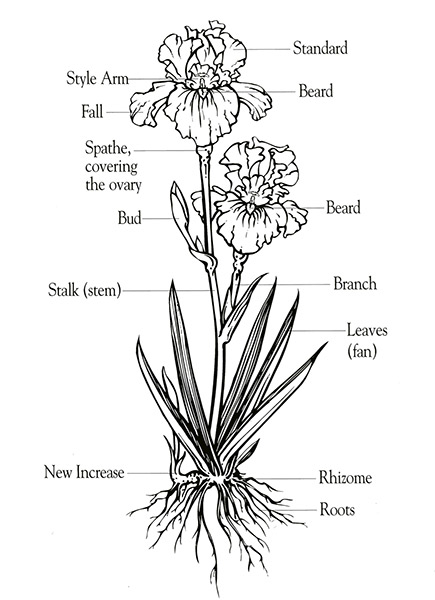 Standard
Style Arm
Beard
Fall
Spathe,
covering
the ovary
Beard
Bud
Branch
Stalk (stem)
Leaves
(fan)
New Increase
Rhizome
Roots